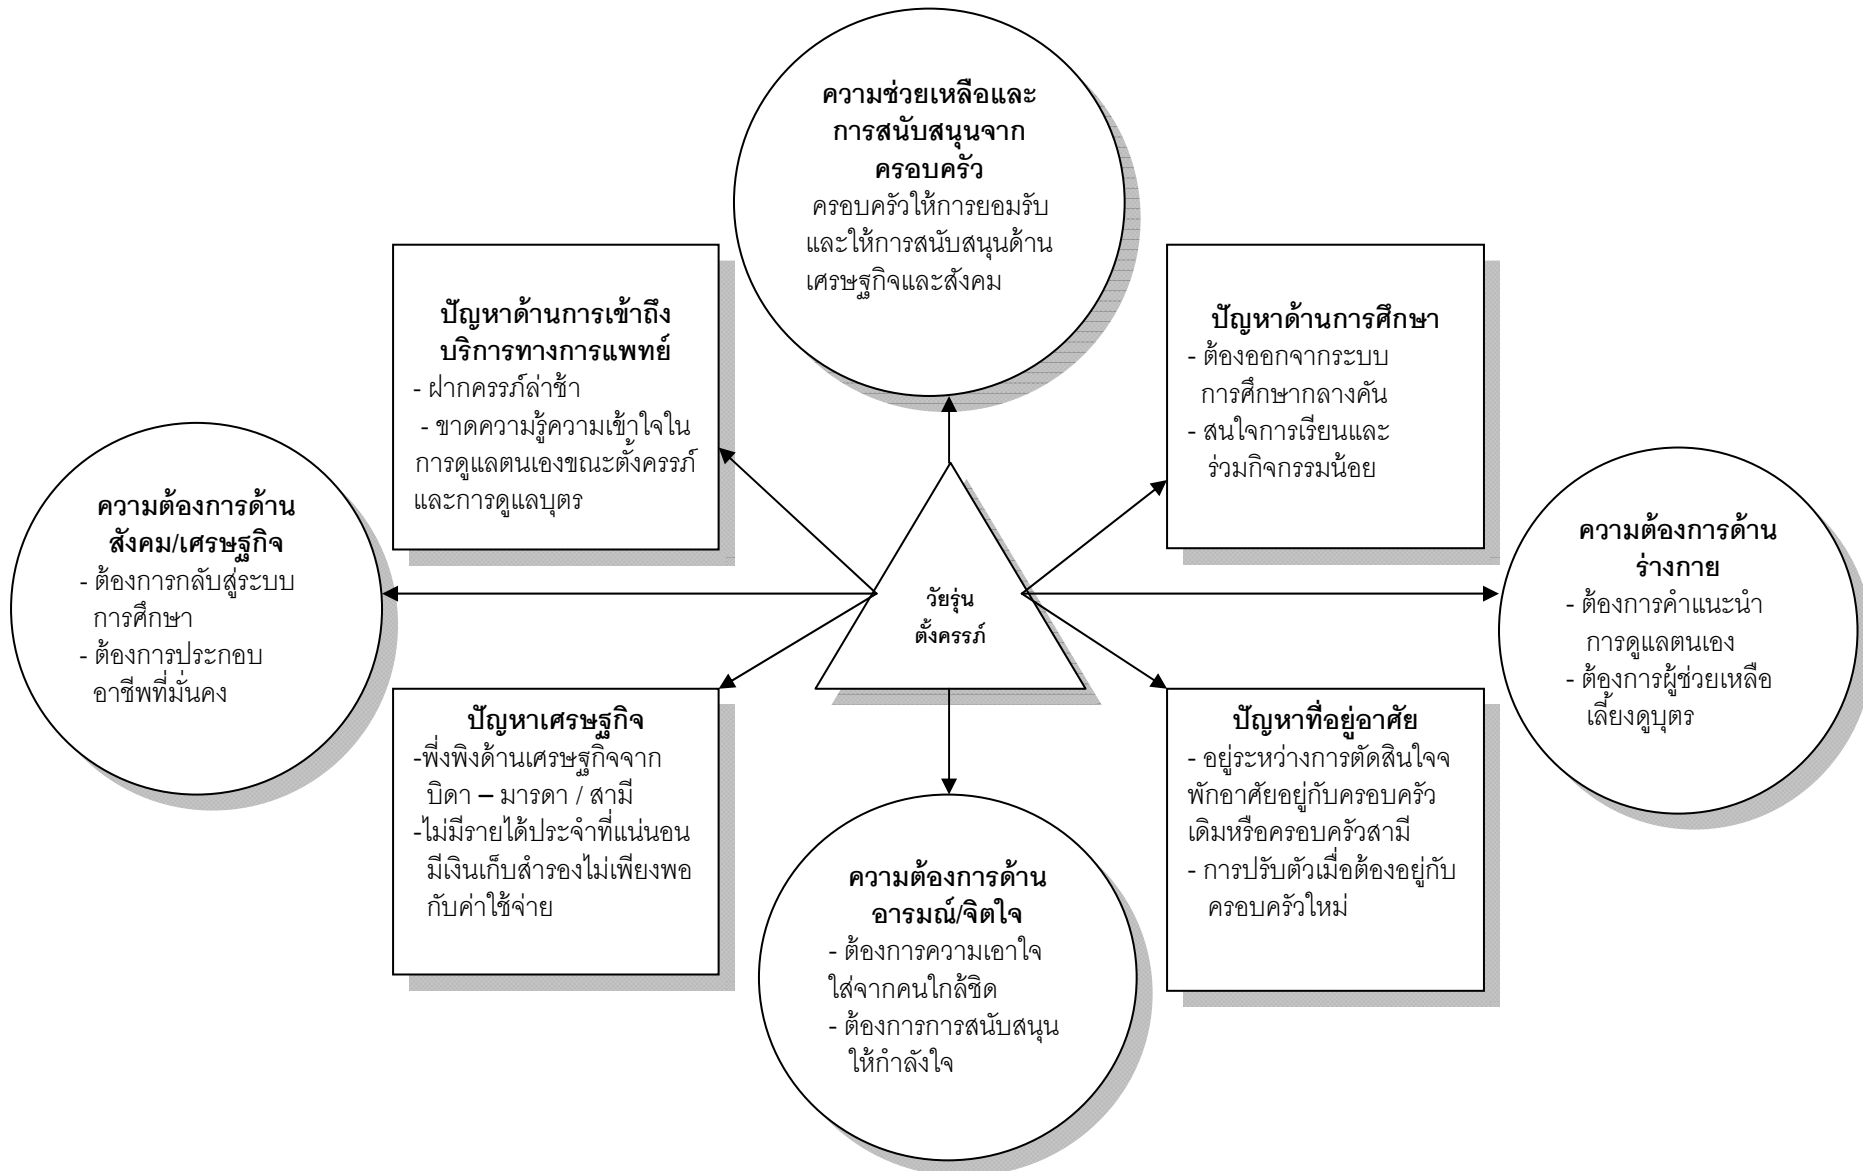 ความช่วยเหลือและ
การสนับสนุนจาก
ครอบครัว
ครอบครัวให้การยอมรับ
และให้การสนับสนุนด้าน
เศรษฐกิจและสังคม
ปัญหาด้านการเข้าถึง
บริการทางการแพทย์
- ฝากครรภ์ล่าช้า
- ขาดความรู้ความเข้าใจใน
การดูแลตนเองขณะตั้งครรภ์
และการดูแลบุตร
ปัญหาด้านการศึกษา
- ต้องออกจากระบบ
การศึกษากลางคัน
- สนใจการเรียนและ
ร่วมกิจกรรมน้อย
ความต้องการด้าน
สังคม/เศรษฐกิจ
- ต้องการกลับสู่ระบบ
การศึกษา
- ต้องการประกอบ
อาชีพที่มั่นคง
วัยรุ่น
ตั้งครรภ์
ความต้องการด้าน
ร่างกาย
- ต้องการคำแนะนำ
การดูแลตนเอง
- ต้องการผู้ช่วยเหลือ
เลี้ยงดูบุตร
ปัญหาเศรษฐกิจ
-พึ่งพิงด้านเศรษฐกิจจาก
บิดา – มารดา / สามี
-ไม่มีรายได้ประจำที่แน่นอน
มีเงินเก็บสำรองไม่เพียงพอ
กับค่าใช้จ่าย
ปัญหาที่อยู่อาศัย
- อยู่ระหว่างการตัดสินใจจ
พักอาศัยอยู่กับครอบครัว
เดิมหรือครอบครัวสามี
- การปรับตัวเมื่อต้องอยู่กับ
ครอบครัวใหม่
ความต้องการด้าน
อารมณ์/จิตใจ
- ต้องการความเอาใจ
ใส่จากคนใกล้ชิด
- ต้องการการสนับสนุน
ให้กำลังใจ